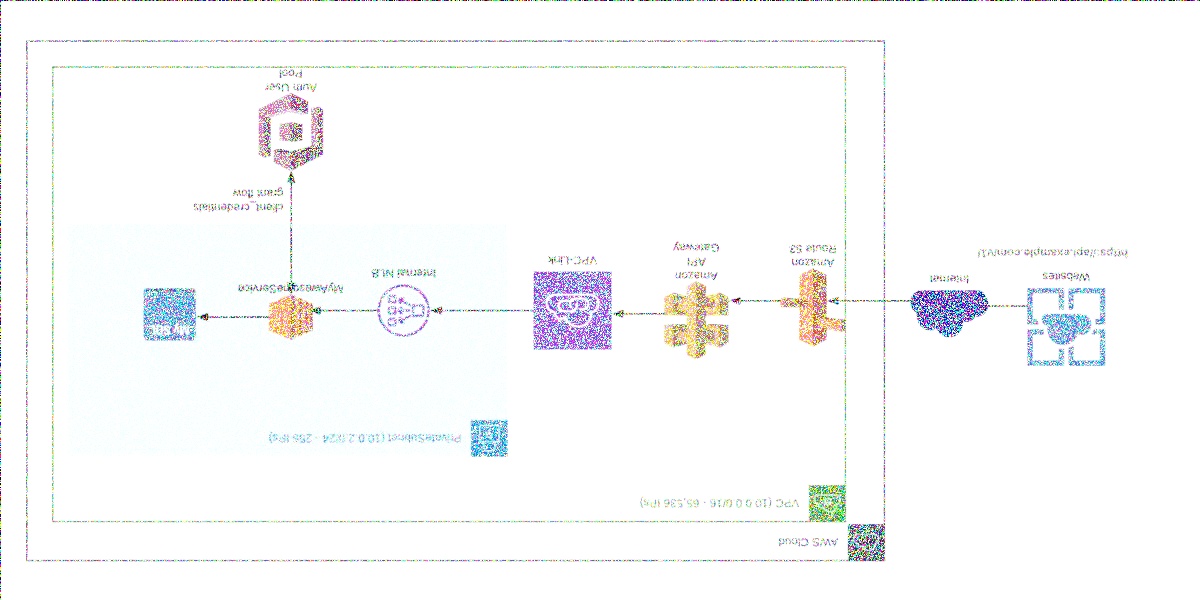 AWS Cloud
VPC (10.0.0.0/16 - 65,536 IPs)
PrivateSubnet (10.0.2.0/24 - 256 IPs)
Websites
https://api.example.com/v1/
Internet
Amazon
Route 53
Amazon
API
Gateway
VPC-Link
Internal NLB
MyAwesomeService
client_credentials
grant flow
Auth User
Pool